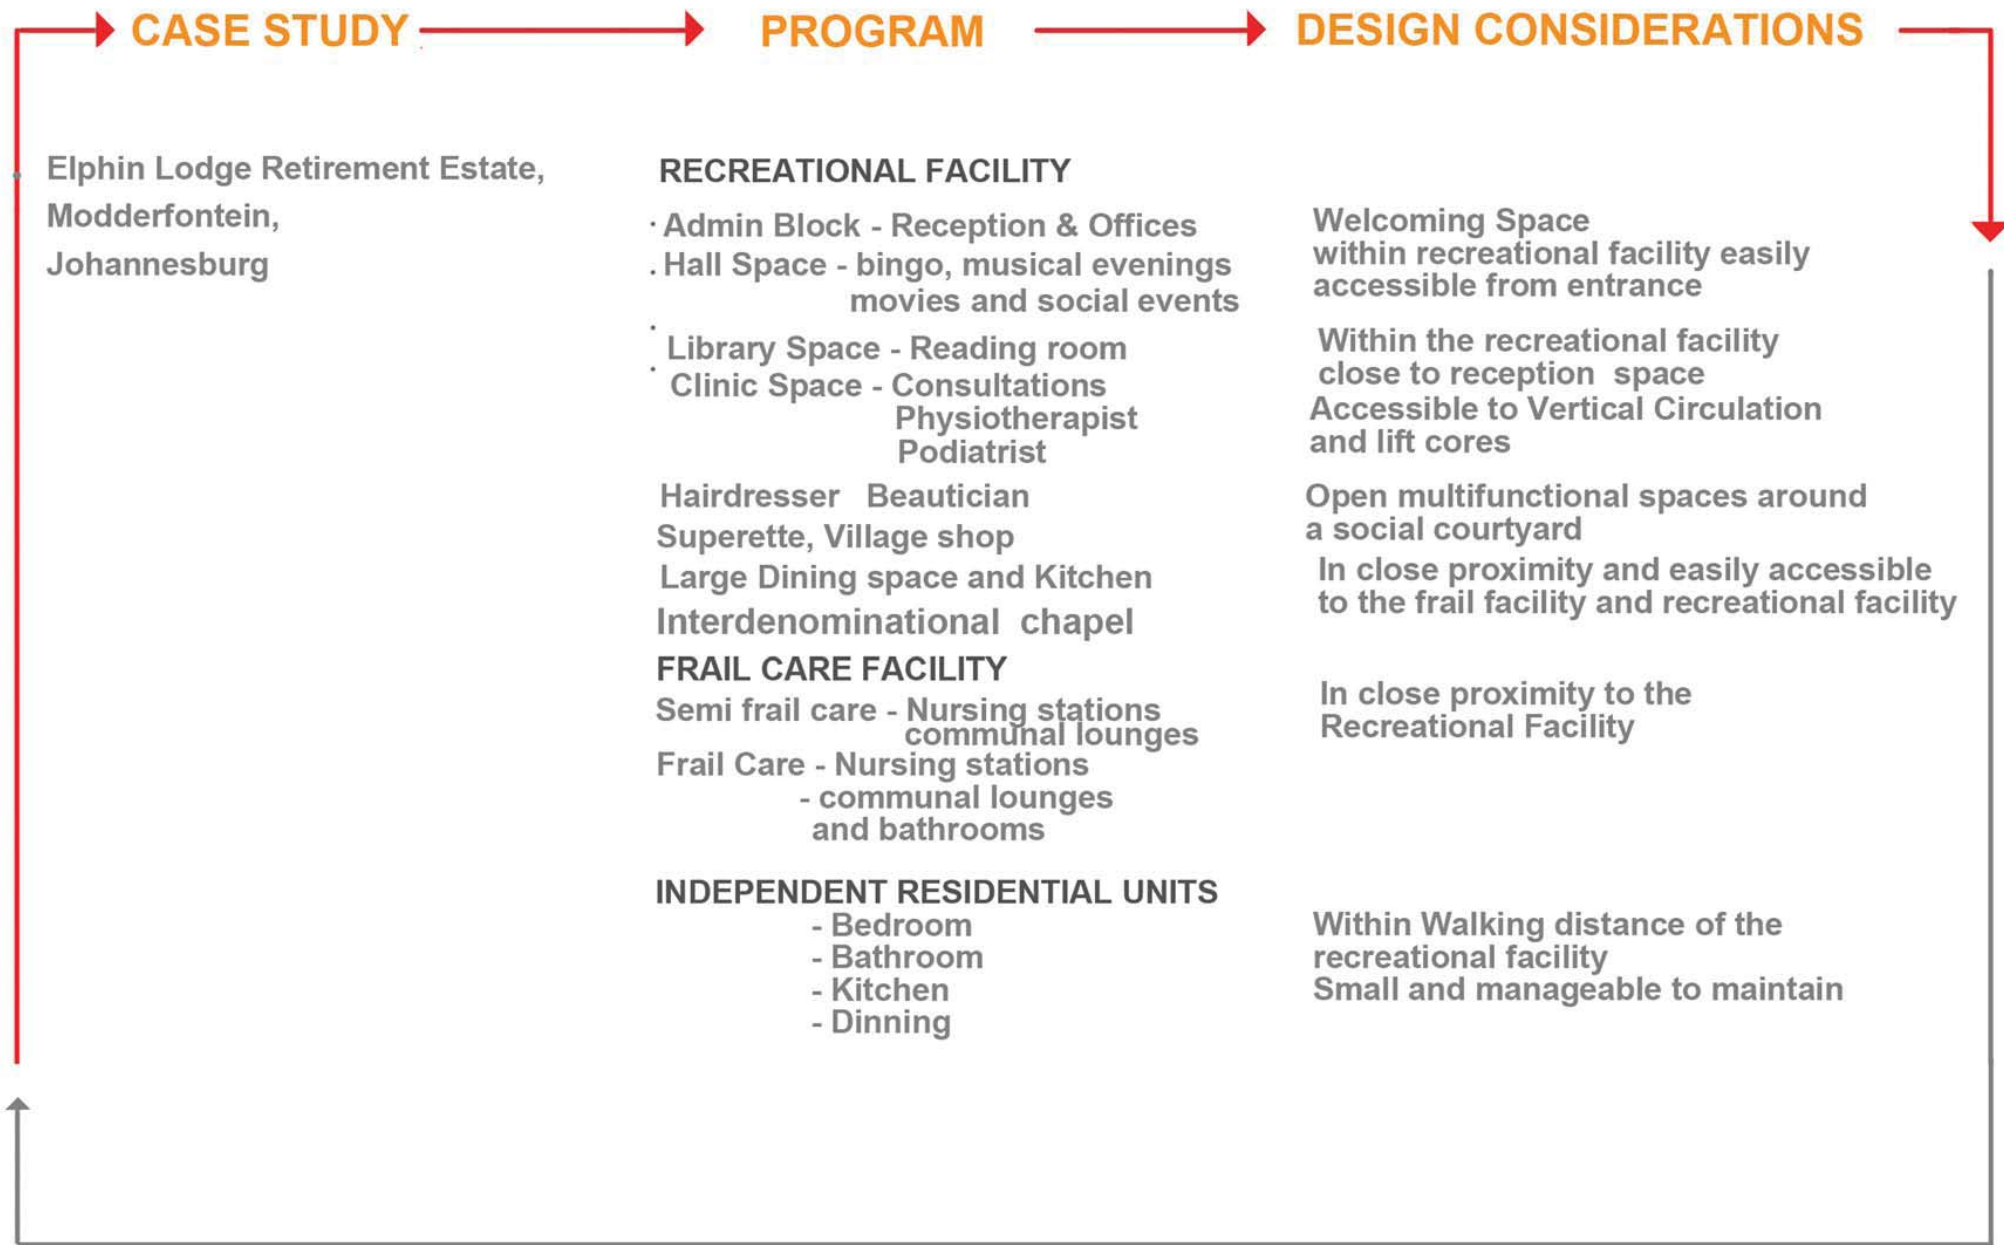 CASE STUDY
PROGRAM
DESIGN CONSIDERATIONS
Elphin Lodge Retirement Estate,
Modderfontein,
Johannesburg
RECREATIONAL FACILITY
· Admin Block - Reception & Offices
. Hall Space - bingo, musical evenings
movies and social events
· Library Space - Reading room
· Clinic Space - Consultations
Physiotherapist
Podiatrist
Hairdresser Beautician
Superette, Village shop
Large Dining space and Kitchen
Interdenominational chapel
FRAIL CARE FACILITY
Semi frail care - Nursing stations
communal lounges
Frail Care - Nursing stations
- communal lounges
and bathrooms
INDEPENDENT RESIDENTIAL UNITS
- Bedroom
- Bathroom
- Kitchen
- Dinning
Welcoming Space
within recreational facility easily
accessible from entrance
Within the recreational facility
close to reception space
Accessible to Vertical Circulation
and lift cores
Open multifunctional spaces around
a social courtyard
In close proximity and easily accessible
to the frail facility and recreational facility
In close proximity to the
Recreational Facility
Within Walking distance of the
recreational facility
Small and manageable to maintain